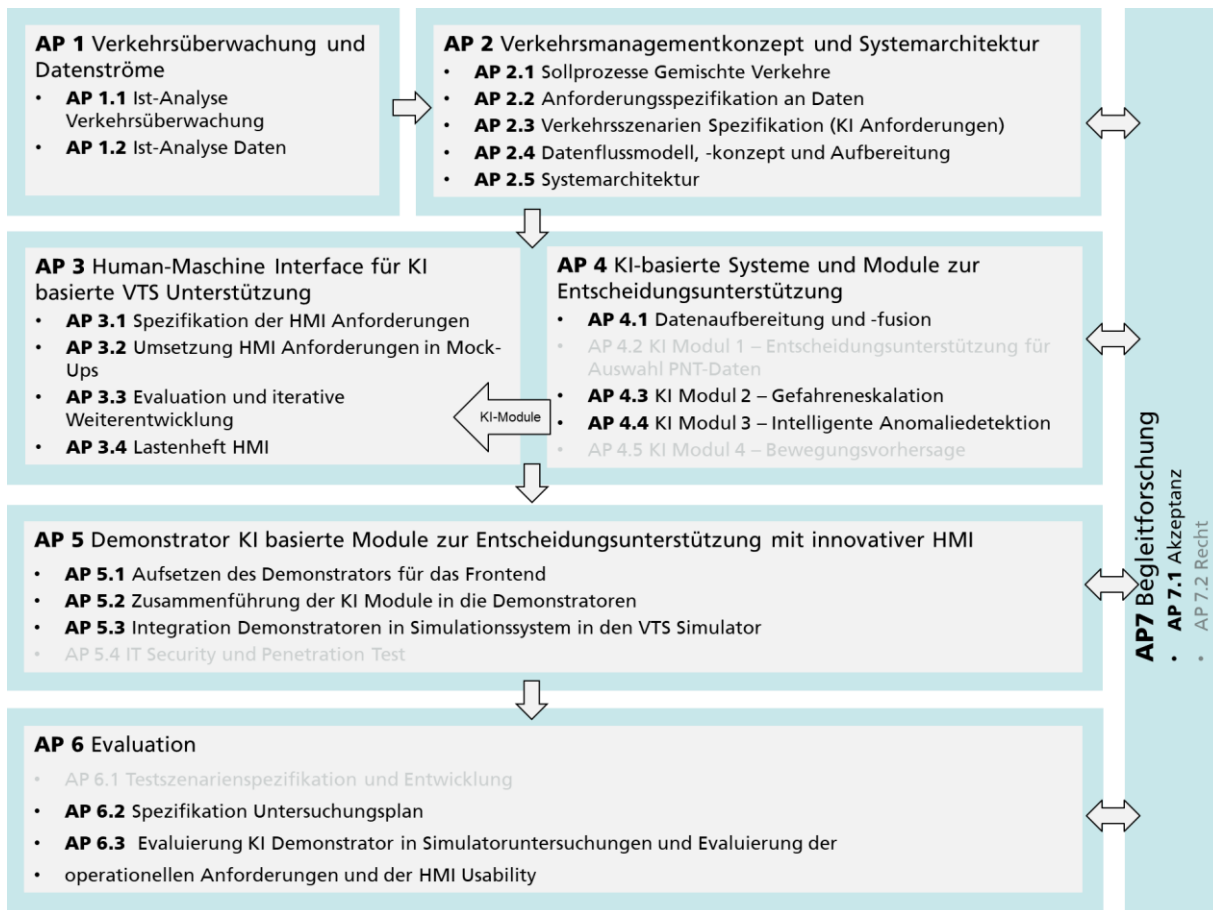 AP 1 Verkehrsüberwachung und
Datenströme
• AP 1.1 Ist-Analyse
Verkehrsüberwachung
• AP 1.2 Ist-Analyse Daten
AP 2 Verkehrsmanagementkonzept und Systemarchitektur
• AP 2.1 Sollprozesse Gemischte Verkehre
• AP 2.2 Anforderungsspezifikation an Daten
• AP 2.3 Verkehrsszenarien Spezifikation (KI Anforderungen)
• AP 2.4 Datenflussmodell, -konzept und Aufbereitung
• AP 2.5 Systemarchitektur
AP 3 Human-Maschine Interface für KI
basierte VTS Unterstützung
• AP 3.1 Spezifikation der HMI Anforderungen
• AP 3.2 Umsetzung HMI Anforderungen in Mock-
Ups
• AP 3.3 Evaluation und iterative
Weiterentwicklung
• AP 3.4 Lastenheft HMI
KI-Module
AP 4 KI-basierte Systeme und Module zur
Entscheidungsunterstützung
• AP 4.1 Datenaufbereitung und -fusion
• AP 4.2 KI Modul 1 – Entscheidungsunterstützung für
Auswahl PNT-Daten
• AP 4.3 KI Modul 2 – Gefahreneskalation
• AP 4.4 KI Modul 3 – Intelligente Anomaliedetektion
• AP 4.5 KI Modul 4 – Bewegungsvorhersage
AP 5 Demonstrator KI basierte Module zur Entscheidungsunterstützung mit innovativer HMI
• AP 5.1 Aufsetzen des Demonstrators für das Frontend
• AP 5.2 Zusammenführung der KI Module in die Demonstratoren
• AP 5.3 Integration Demonstratoren in Simulationssystem in den VTS Simulator
• AP 5.4 IT Security und Penetration Test
AP 6 Evaluation
• AP 6.1 Testszenarienspezifikation und Entwicklung
• AP 6.2 Spezifikation Untersuchungsplan
• AP 6.3 Evaluierung KI Demonstrator in Simulatoruntersuchungen und Evaluierung der
• operationellen Anforderungen und der HMI Usability
AP7 Begleitforschung
• AP 7.1 Akzeptanz
• AP 7.2 Recht